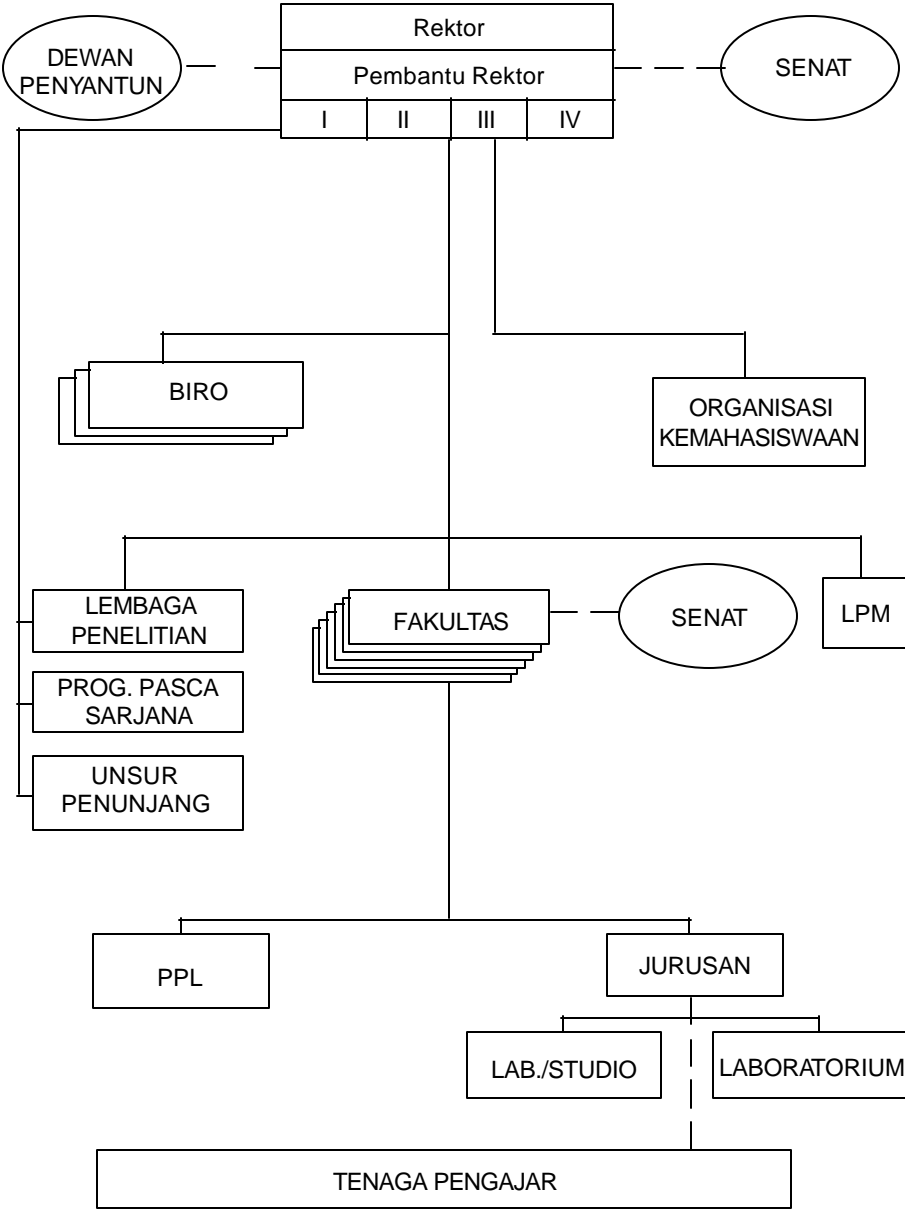 Rektor
DEWAN
PENYANTUN
Pembantu Rektor
SENAT
I II III IV
BIRO
ORGANISASI
KEMAHASISWAAN
LEMBAGA
PENELITIAN
FAKULTAS
SENAT
LPM
PROG. PASCA
SARJANA
UNSUR
PENUNJANG
PPL
JURUSAN
LAB./STUDIO
LABORATORIUM
TENAGA PENGAJAR